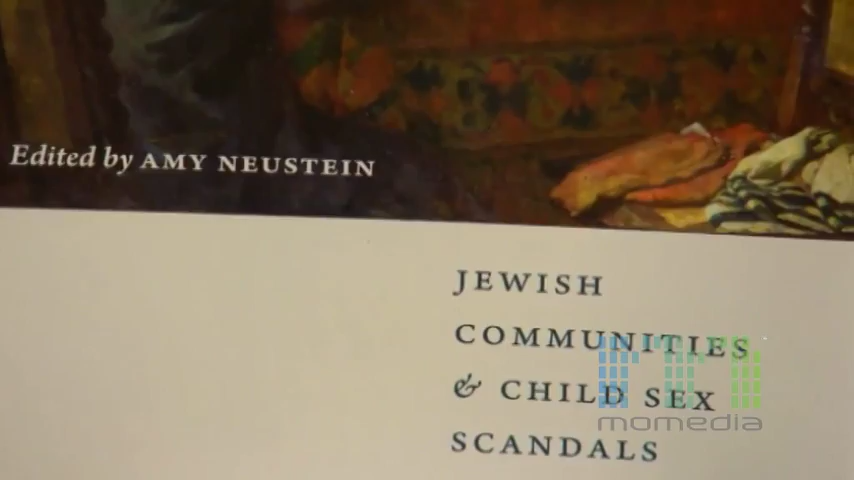 Edited by AMY NEUSTEIN
JEWISH
COMMUNITIES
& CHILD SEX
SCANDALS
momedia